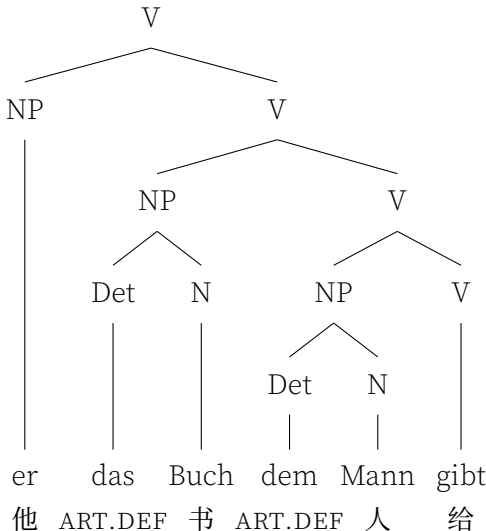 V
NP V
NP V
Det N NP V
Det N
er das Buch dem Mann gibt
他 ART.DEF 书 ART.DEF 人 给